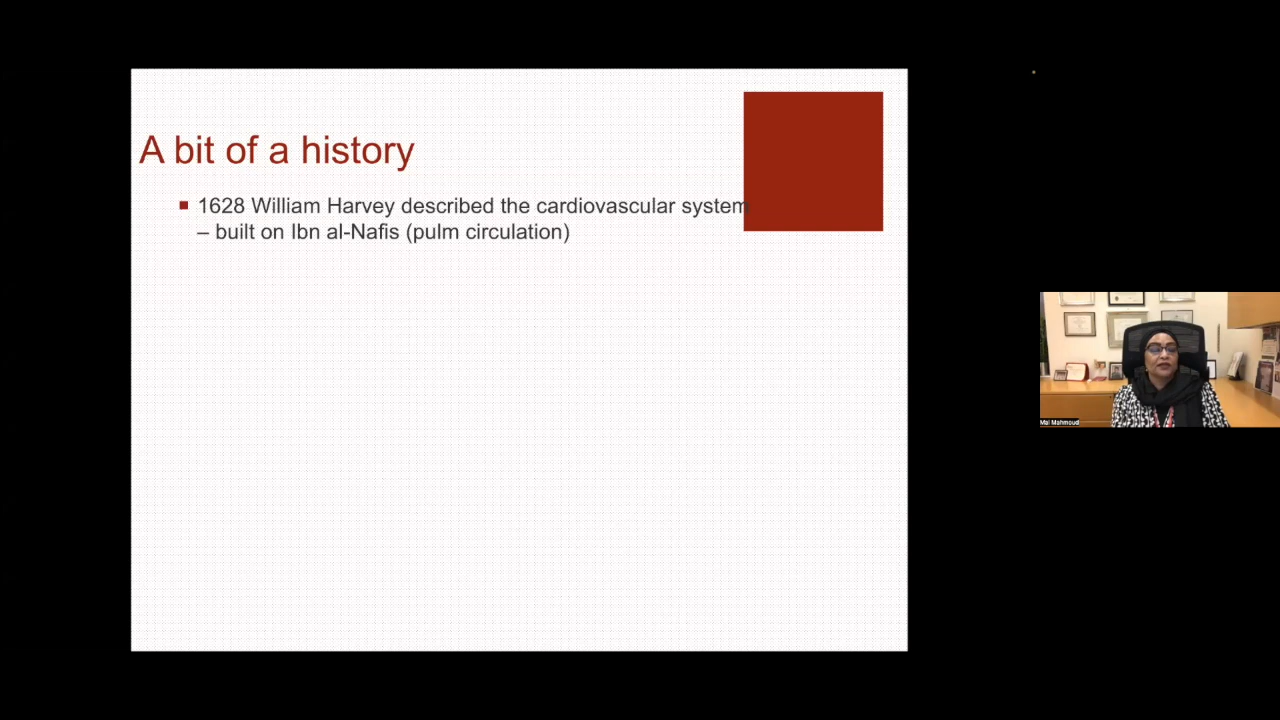 A bit of a history
1628 William Harvey described the cardiovascular system
– built on Ibn al-Nafis (pulm circulation)
Mai Mahmoud